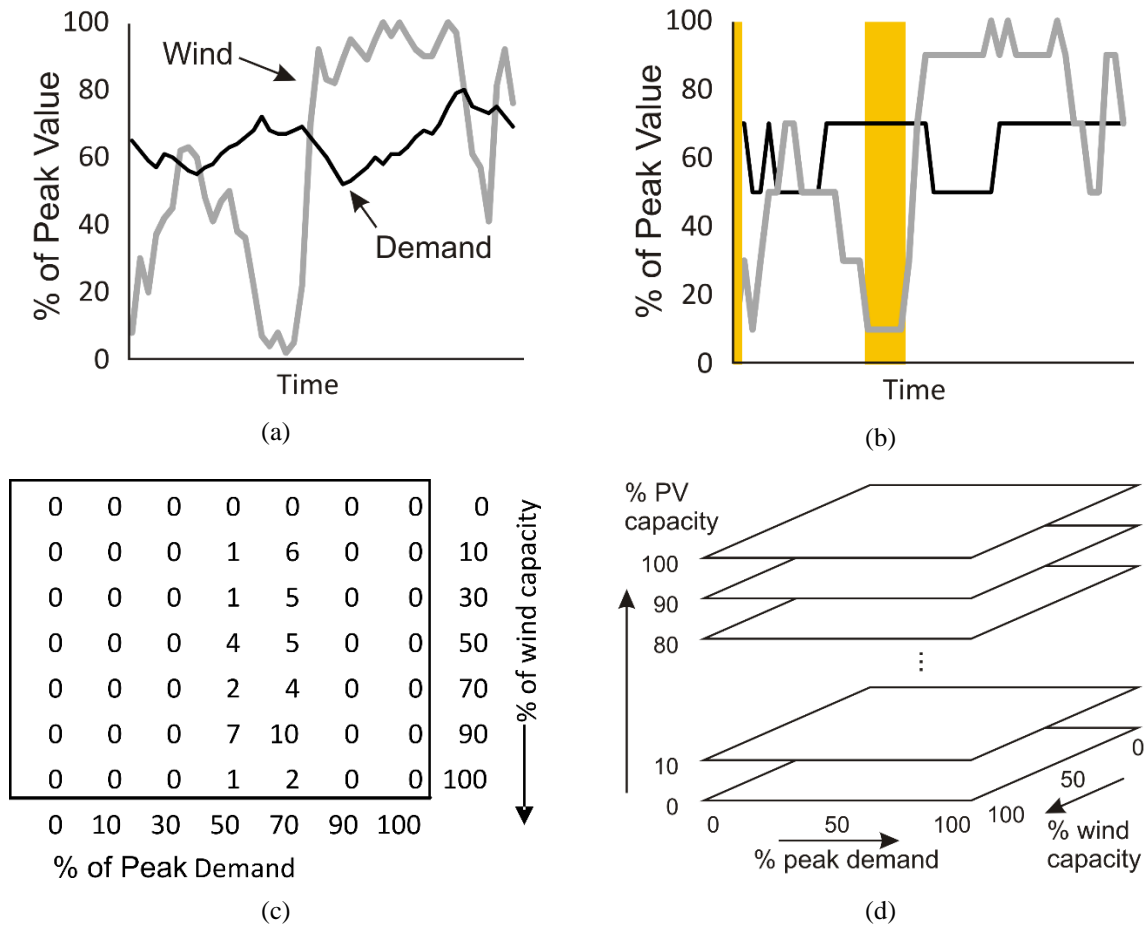 100
80
60
40
20
0
% of Peak Value
Wind
Demand
Time
(a)
100
80
60
40
20
0
% of Peak Value
Time
(b)
0 0 0 0 0 0 0 0
0 0 0 1 6 0 0 10
0 0 0 1 5 0 0 30
0 0 0 4 5 0 0 50
0 0 0 2 4 0 0 70
0 0 0 7 10 0 0 90
0 0 0 1 2 0 0 100
0 10 30 50 70 90 100
% of Peak Demand
% of wind capacity
(c)
% PV
capacity
100
90
80
⋮
10
0
0 50 100
% peak demand
100 50 0
% wind
capacity
(d)